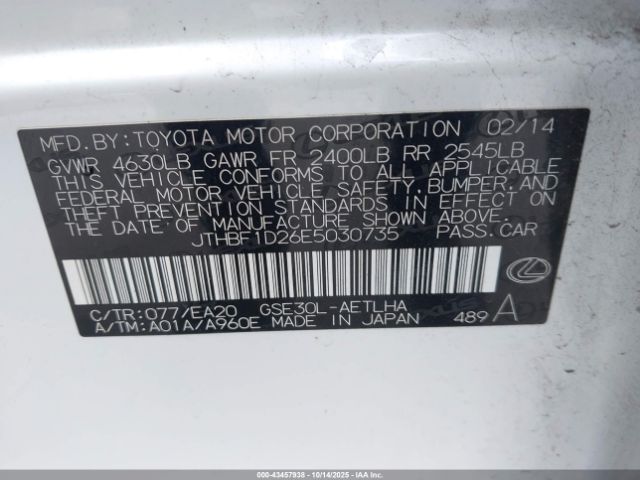 MFD.BY:TOYOTA MOTOR CORPORATION 02/14
GVWR 4630LB GAWR FR 2400LB RR 2545LB
THIS VEHICLE CONFORMS TO ALL APPLICABLE
FEDERAL MOTOR VEHICLE SAFETY,BUMPER,AND
THEFT PREVENTION STANDARDS IN EFFECT ON
THE DATE OF MANUFACTURE SHOWN ABOVE.
JTHBF1D26E5030735 PASS.CAR
C/TR:077/EA20 GSE30L-AETLHA
A/TM:A01A/A960E MADE IN JAPAN 489 A
000-43457938 - 10/14/2025 - IAAI.COM